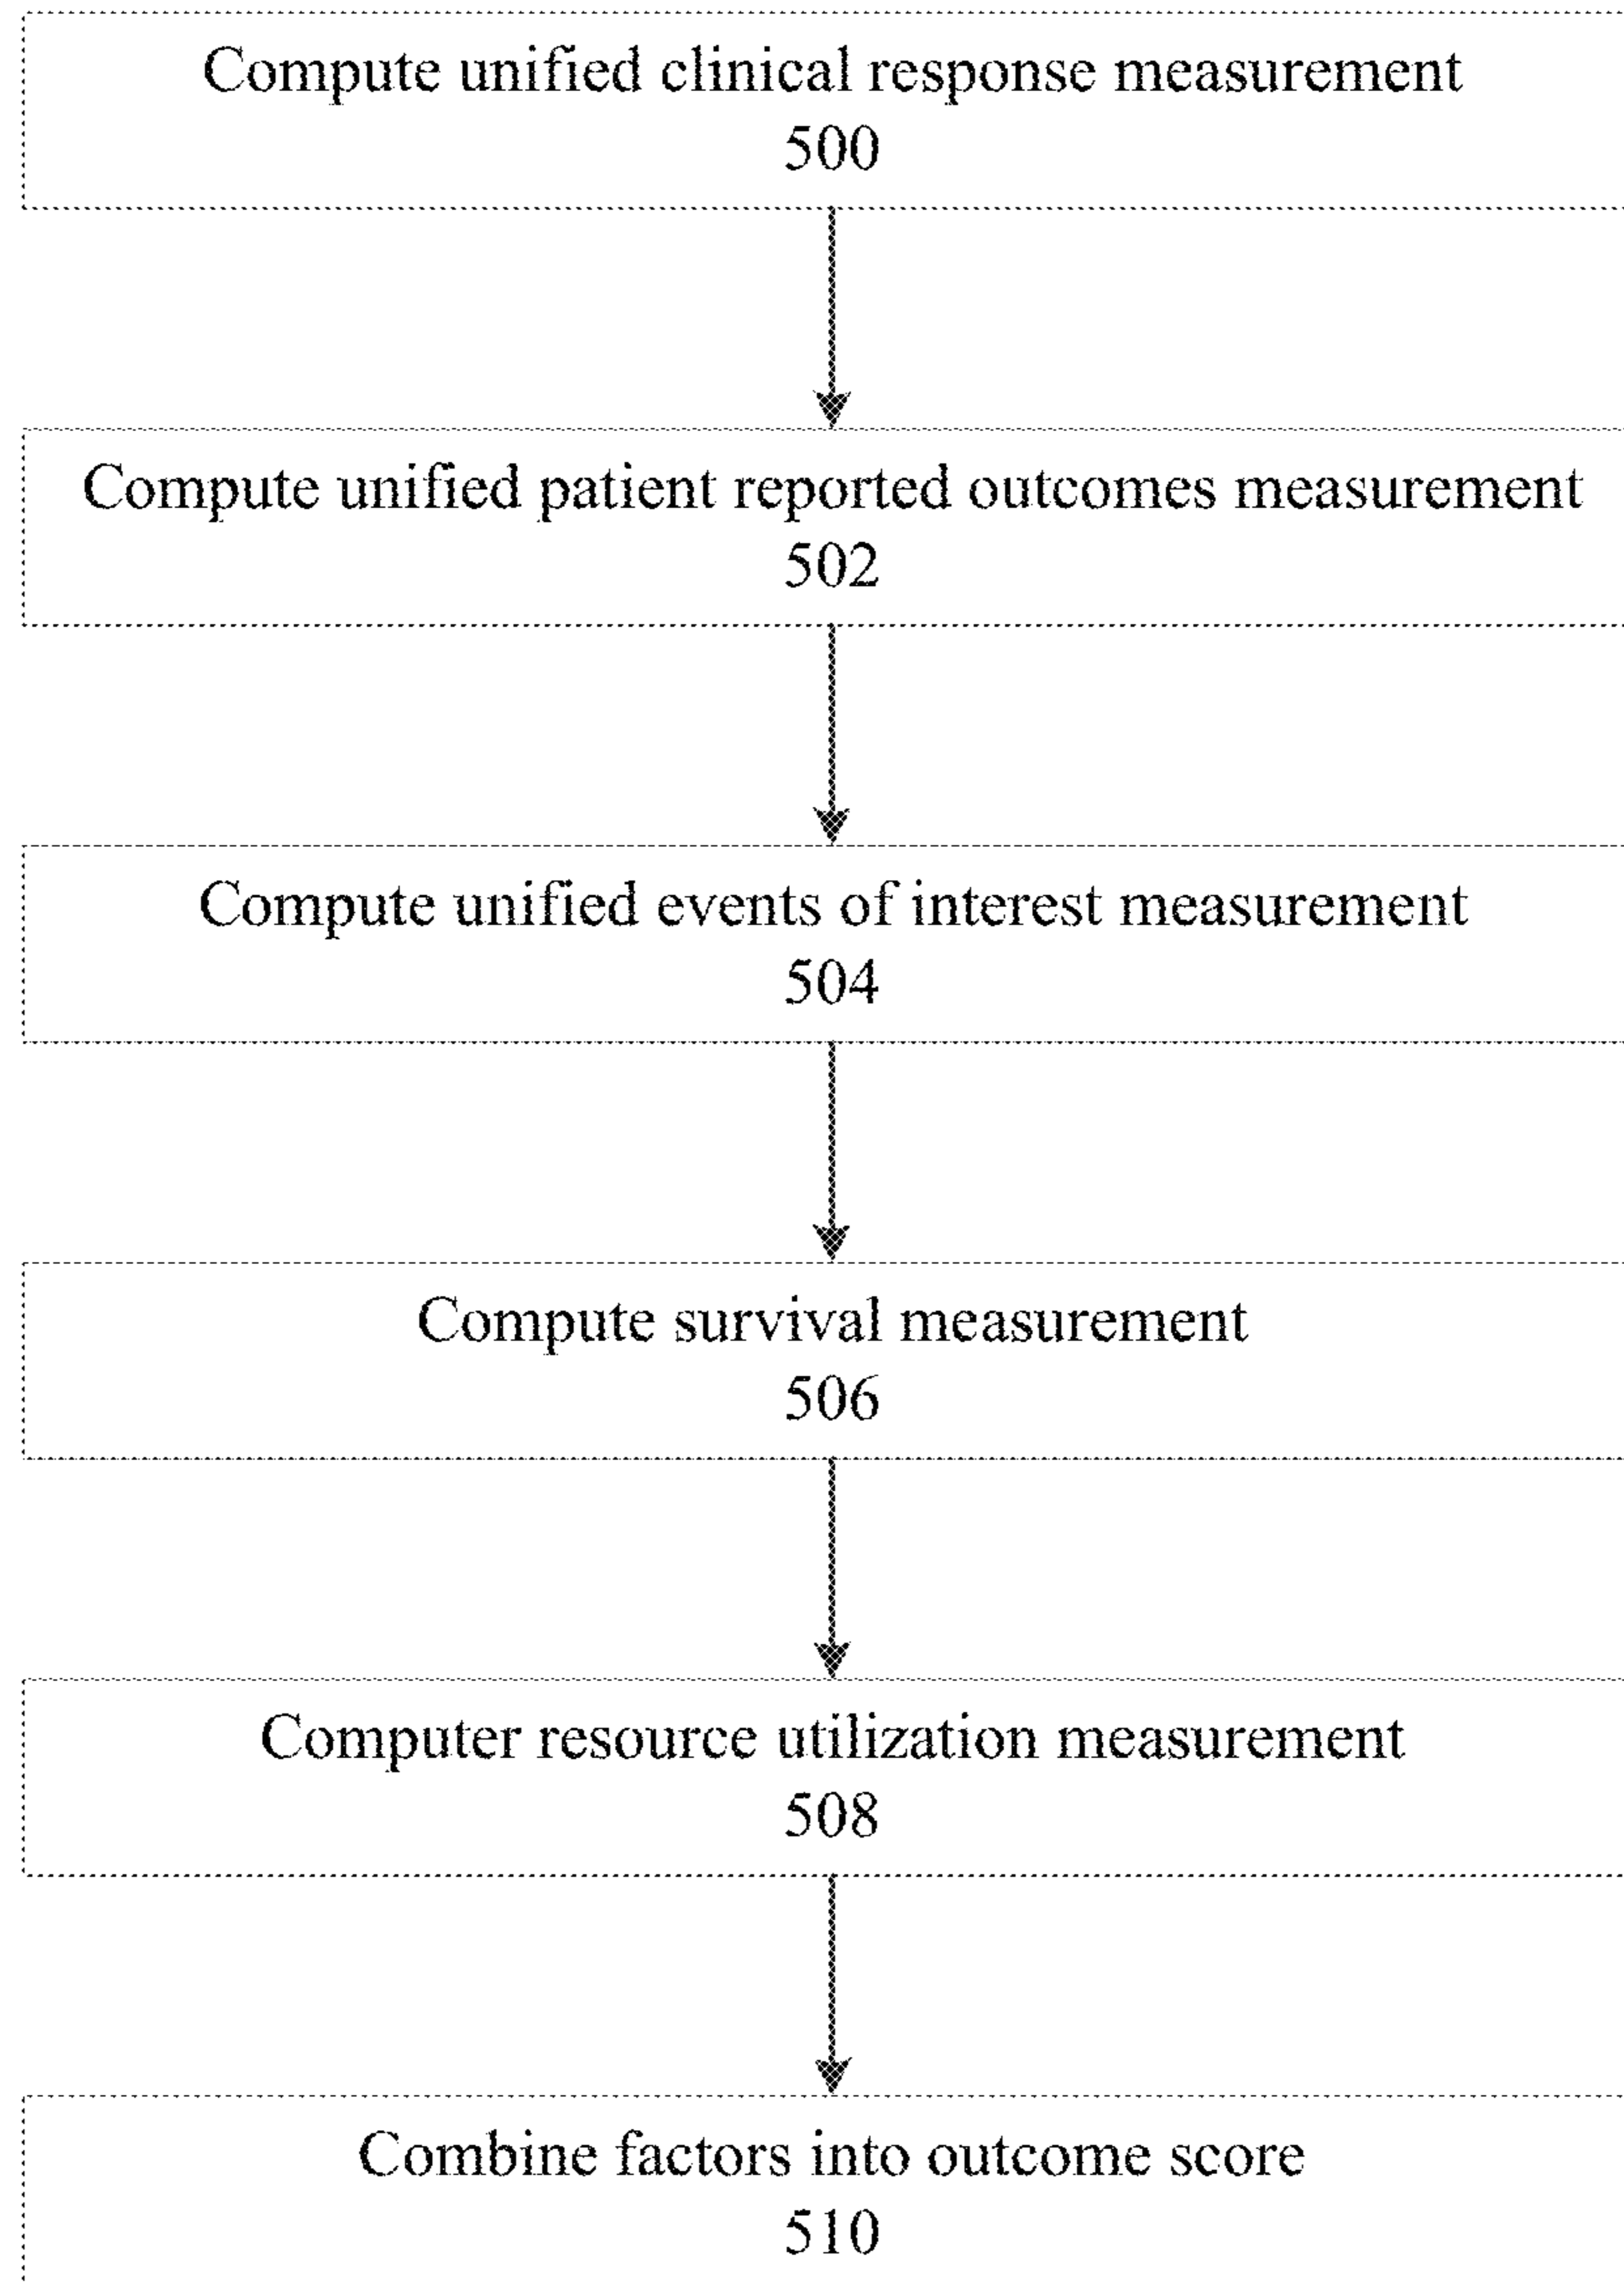 Compute unified clinical response measurement
500
Compute unified patient reported outcomes measurement
502
Compute unified events of interest measurement
504
Compute survival measurement
506
Computer resource utilization measurement
508
Combine factors into outcome score
510